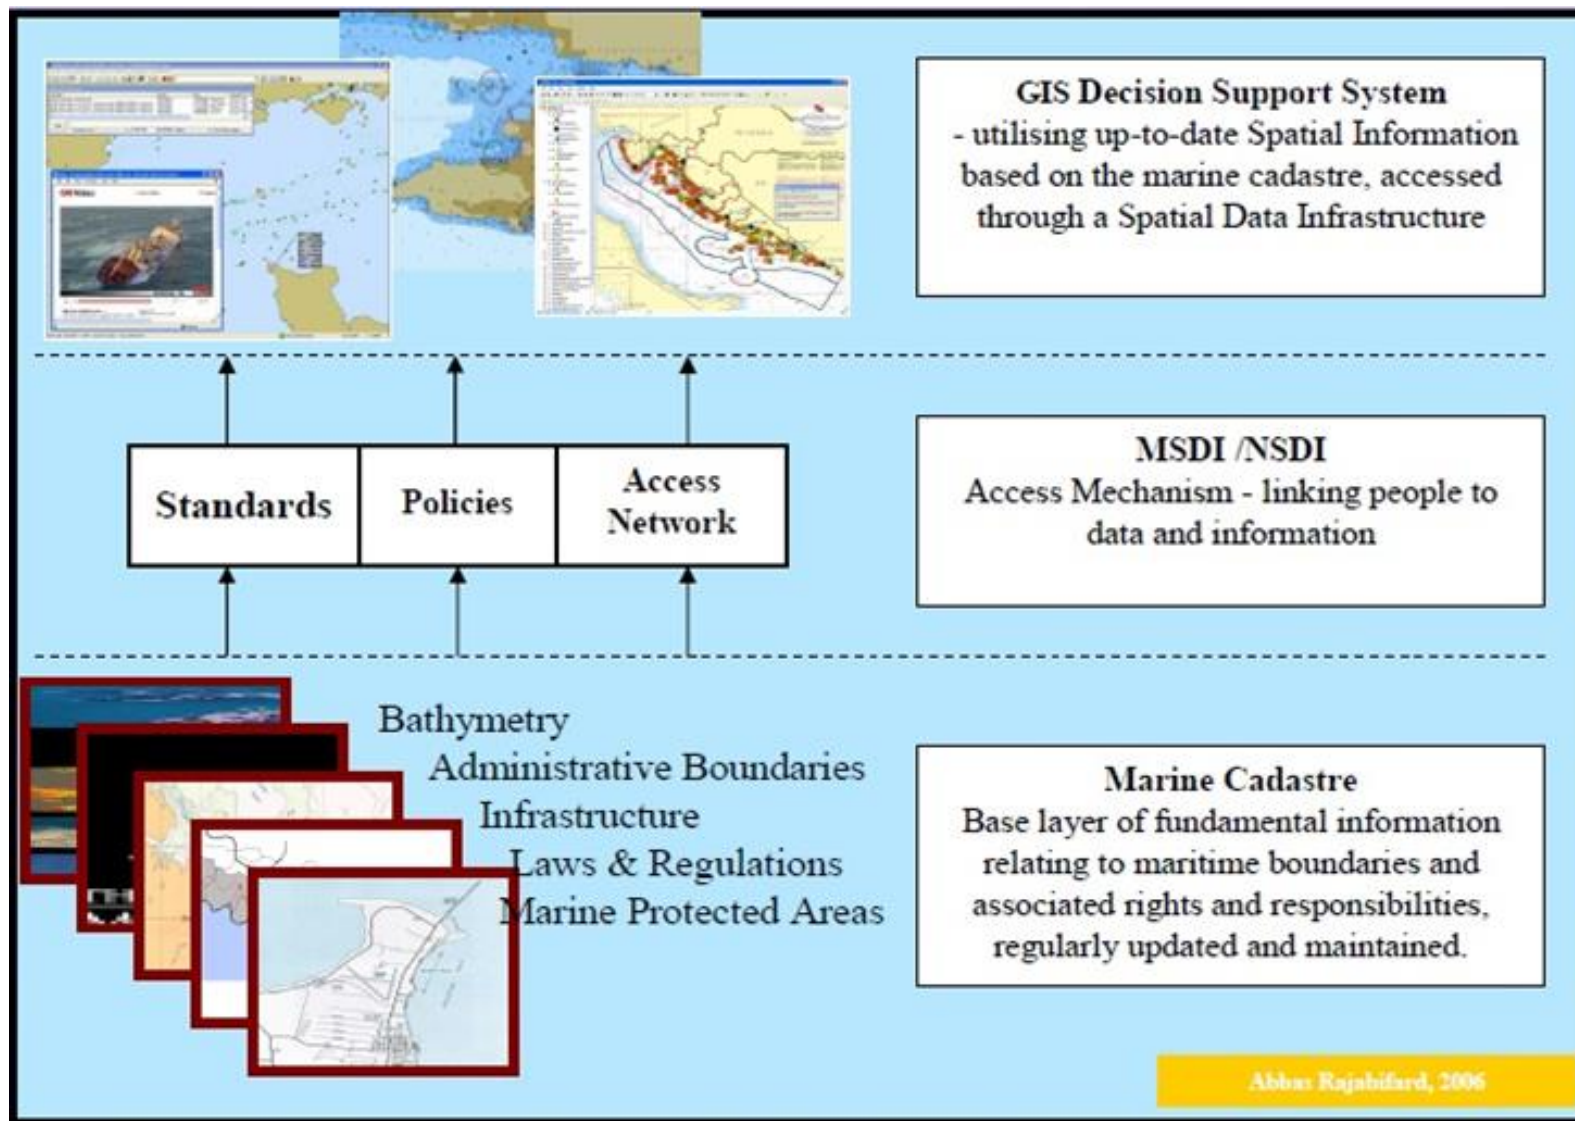 GIS Decision Support System
- utilising up-to-date Spatial Information
based on the marine cadastre, accessed
through a Spatial Data Infrastructure
Standards
Policies
Access
Network
MSDI /NSDI
Access Mechanism - linking people to
data and information
Bathymetry
Administrative Boundaries
Infrastructure
Laws & Regulations
Marine Protected Areas
Marine Cadastre
Base layer of fundamental information
relating to maritime boundaries and
associated rights and responsibilities,
regularly updated and maintained.
Abbas Rajabifard, 2006